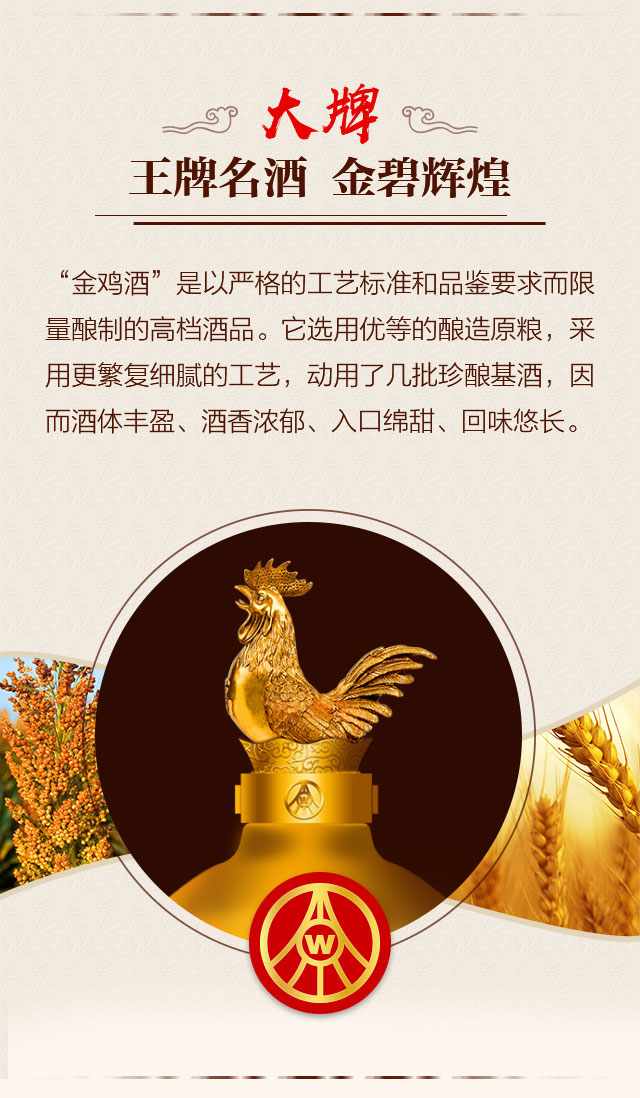 大牌
王牌名酒 金碧辉煌
“金鸡酒”是以严格的工艺标准和品鉴要求而限
量酿制的高档酒品。它选用优等的酿造原粮，采
用更繁复细腻的工艺，动用了几批珍酿基酒，因
而酒体丰盈、酒香浓郁、入口绵甜、回味悠长。
W
W